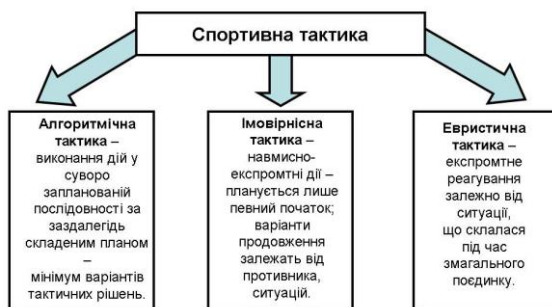 Спортивна тактика
Алгоритмічна
тактика –
виконання дій у
суворо
запланованій
послідовності за
заздалегідь
складеним планом
–
мінімум варіантів
тактичних рішень.
Імовірнісна
тактика –
навмисно-
експромтні дії –
планується лише
певний початок;
варіанти
продовження
залежать від
противника,
ситуацій.
Евристична
тактика –
експромтне
реагування
залежно від
ситуації,
що склалася
під час
змагального
поєдинку.